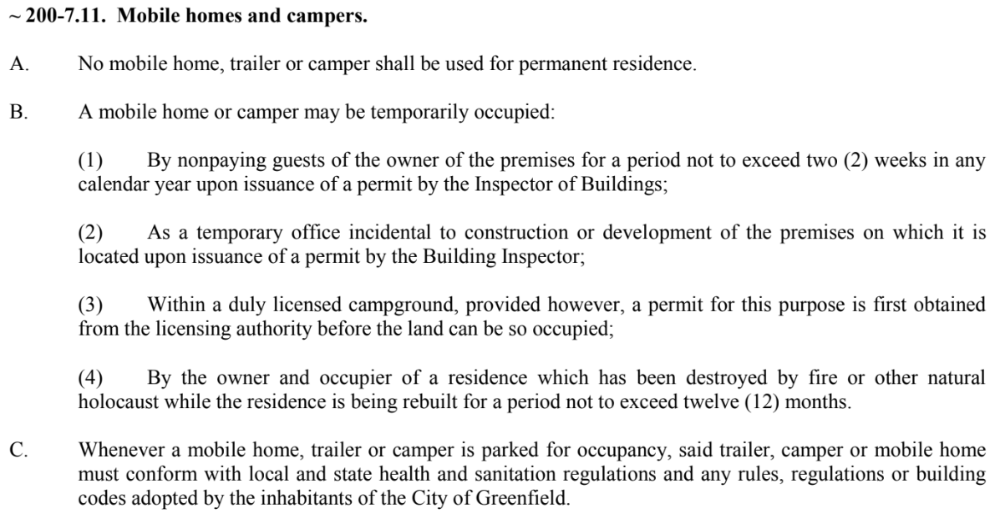 ~ 200-7.11. Mobile homes and campers.
A. No mobile home, trailer or camper shall be used for permanent residence.
B. A mobile home or camper may be temporarily occupied:
(1) By nonpaying guests of the owner of the premises for a period not to exceed two (2) weeks in any
calendar year upon issuance of a permit by the Inspector of Buildings;
(2) As a temporary office incidental to construction or development of the premises on which it is
located upon issuance of a permit by the Building Inspector;
(3) Within a duly licensed campground, provided however, a permit for this purpose is first obtained
from the licensing authority before the land can be so occupied;
(4) By the owner and occupier of a residence which has been destroyed by fire or other natural
holocaust while the residence is being rebuilt for a period not to exceed twelve (12) months.
C. Whenever a mobile home, trailer or camper is parked for occupancy, said trailer, camper or mobile home
must conform with local and state health and sanitation regulations and any rules, regulations or building
codes adopted by the inhabitants of the City of Greenfield.